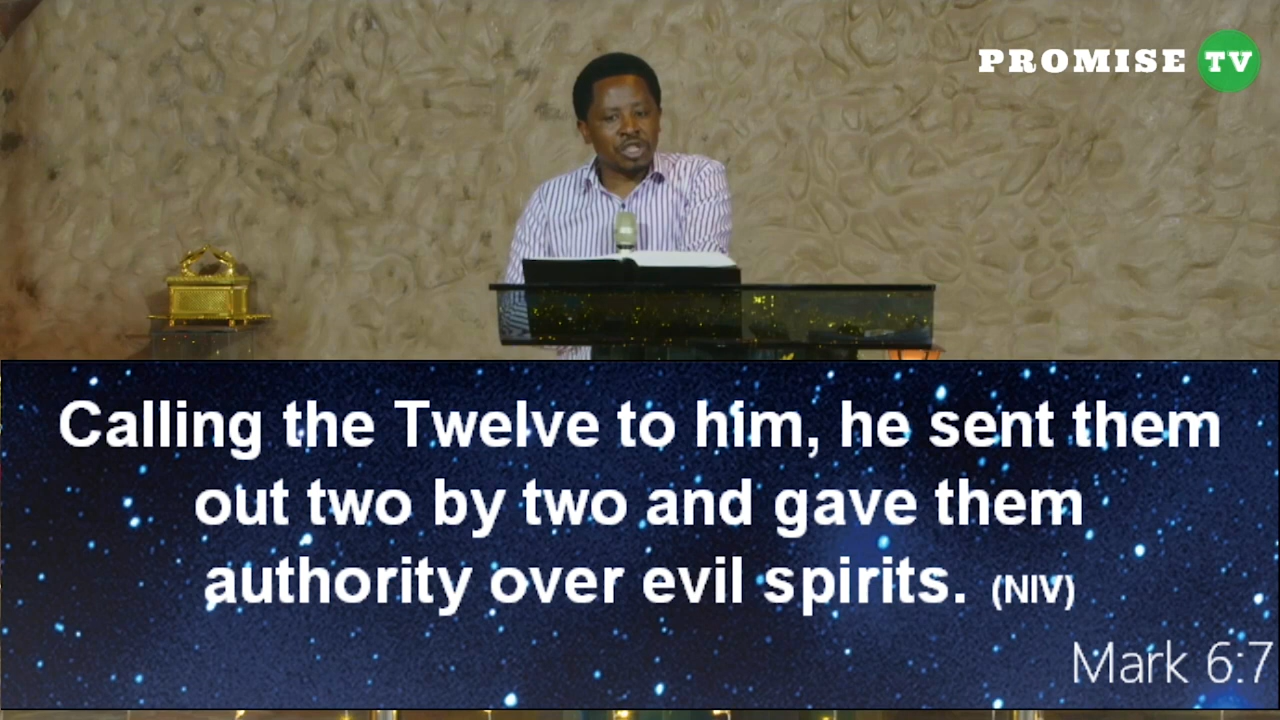 PROMISE TV
Calling the Twelve to him, he sent them
out two by two and gave them
authority over evil spirits. (NIV)
Mark 6:7